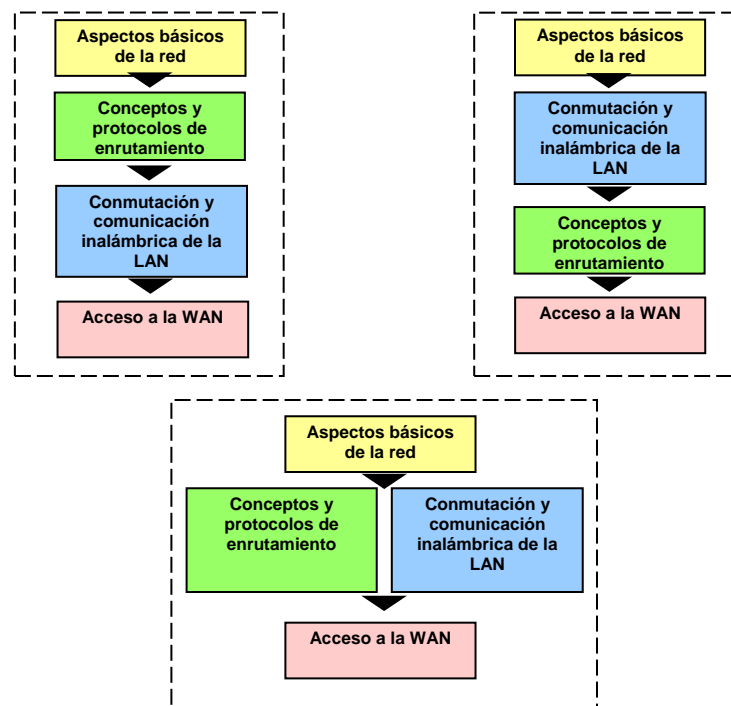 Aspectos básicos
de la red
Conceptos y
protocolos de
enrutamiento
Conmutación y
comunicación
inalámbrica de la
LAN
Acceso a la WAN
Aspectos básicos
de la red
Conmutación y
comunicación
inalámbrica de la
LAN
Conceptos y
protocolos de
enrutamiento
Acceso a la WAN
Aspectos básicos
de la red
Conceptos y
protocolos de
enrutamiento
Conmutación y
comunicación
inalámbrica de la
LAN
Acceso a la WAN